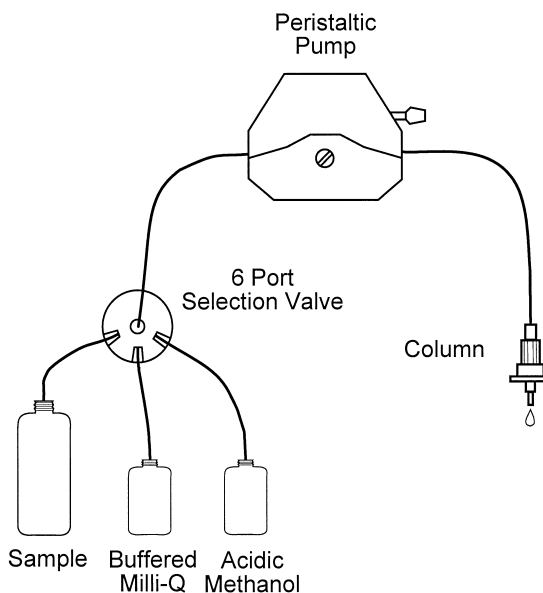 Peristaltic
Pump
6 Port
Selection Valve
Column
Sample
Buffered
Milli-Q
Acidic
Methanol